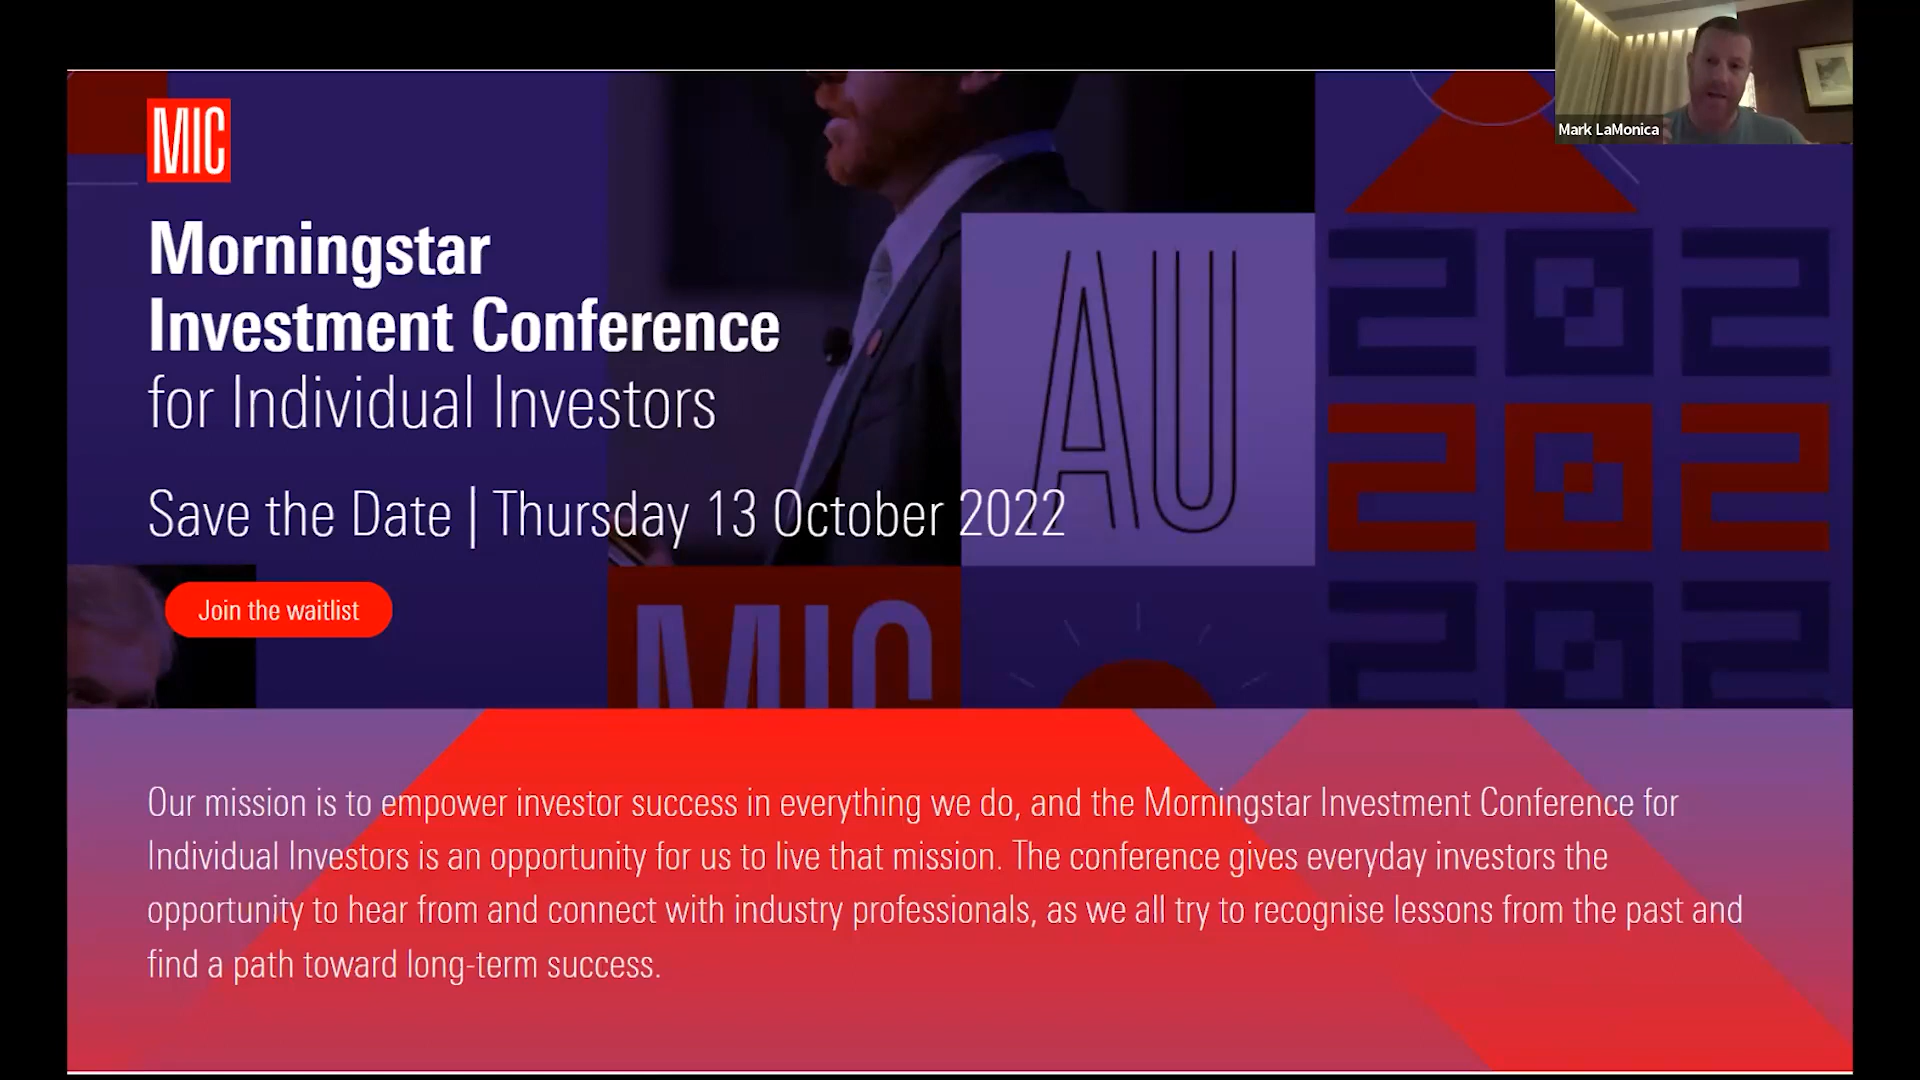 MIC
Morningstar
Investment Conference
for Individual Investors
Save the Date | Thursday 13 October 2022
Join the waitlist
Mark LaMonica
AU
202
202
202
MIC
Our mission is to empower investor success in everything we do, and the Morningstar Investment Conference for
Individual Investors is an opportunity for us to live that mission. The conference gives everyday investors the
opportunity to hear from and connect with industry professionals, as we all try to recognise lessons from the past and
find a path toward long-term success.